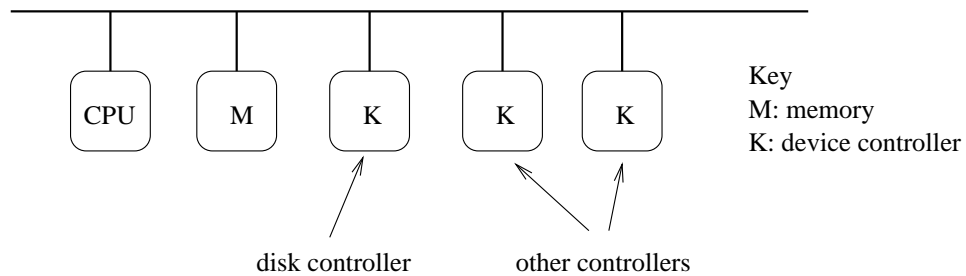 CPU
M
K
K
K
Key
M: memory
K: device controller
disk controller
other controllers